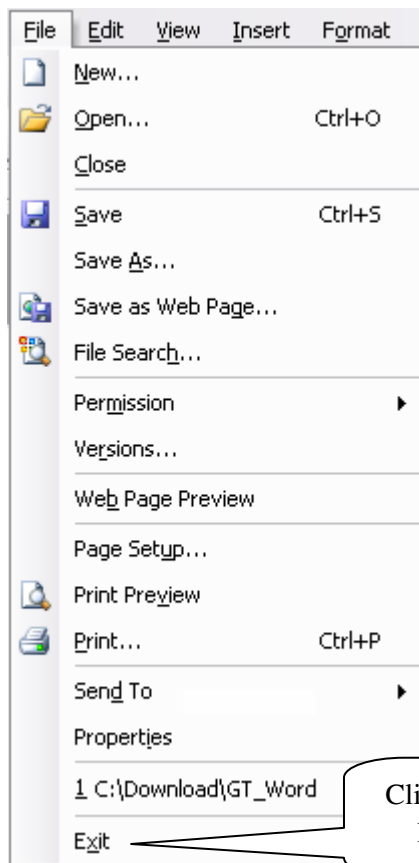 File Edit View Insert Format
New...
Open... Ctrl+O
Close
Save Ctrl+S
Save As...
Save as Web Page...
File Search...
Permission
Versions...
Web Page Preview
Page Setup...
Print Preview
Print... Ctrl+P
Send To
Properties
1 C:\Download\GT_Word
Exit